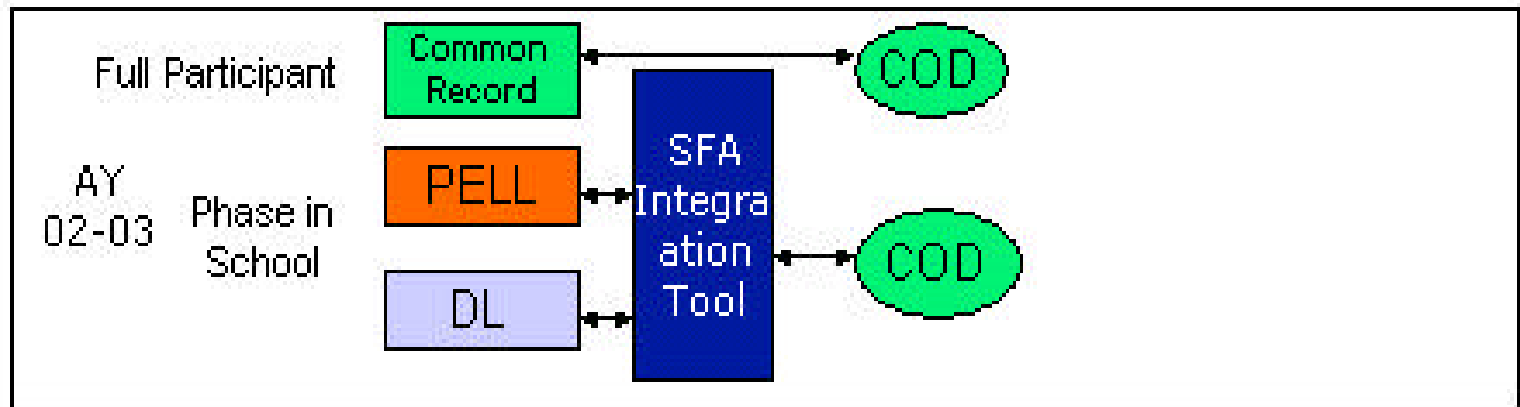 Full Participant
Common
Record
COD
AY
02-03
Phase in
School
PELL
DL
SFA
Integra
ation
Tool
COD